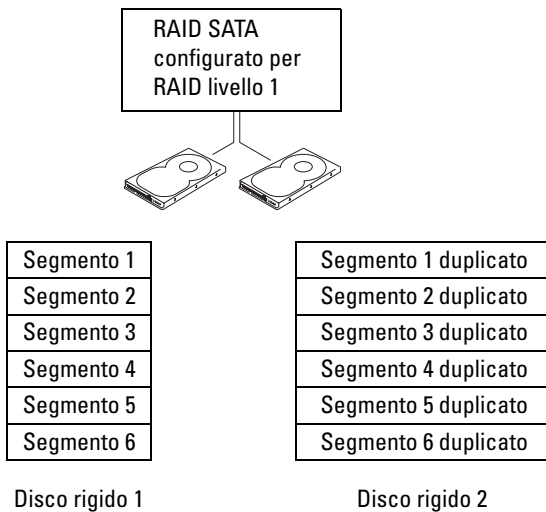 RAID SATA
configurato per
RAID livello 1
Segmento 1
Segmento 2
Segmento 3
Segmento 4
Segmento 5
Segmento 6
Disco rigido 1
Segmento 1 duplicato
Segmento 2 duplicato
Segmento 3 duplicato
Segmento 4 duplicato
Segmento 5 duplicato
Segmento 6 duplicato
Disco rigido 2